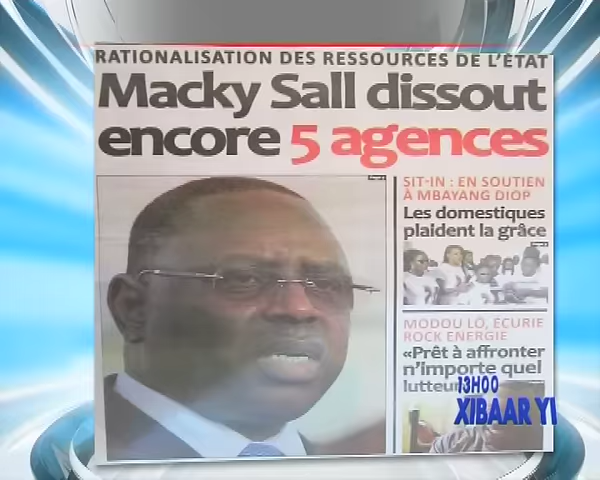 RATIONALISATION DES RESSOURCES DE L'ÉTAT
Macky Sall dissout
encore 5 agences
SIT-IN : EN SOUTIEN
À MBAYANG DIOP
Les domestiques
plaident la grâce
MODOU LÔ, ÉCURIE
ROCK ENERGIE
«Prêt à affronter
n'importe quel
lutteur
13H00
XIBAAR YI